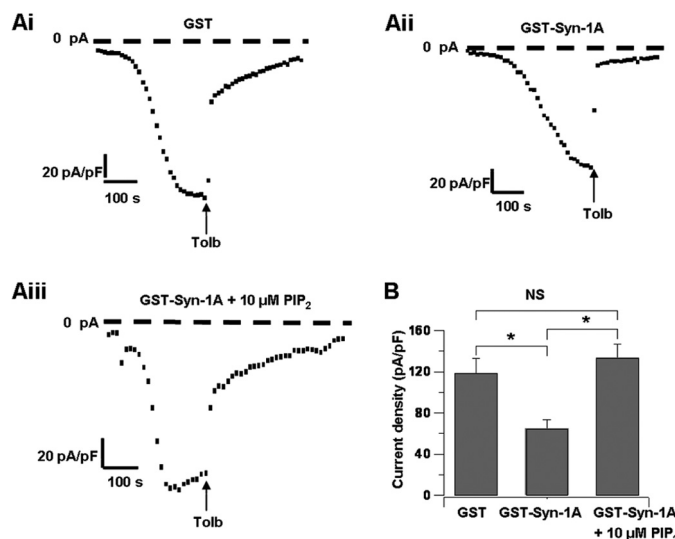 Ai
GST
0 pA
20 pA/pF
100 s
Tolb
Aii
GST-Syn-1A
0
20 pA/pF
100 s
Tolb
Aiii
GST-Syn-1A + 10 µM PIP₂
0 pA
20 pA/pF
100 s
Tolb
B
NS
*
*
Current density (pA/pF)
160
120
80
40
0
GST
GST-Syn-1A
GST-Syn-1A
+ 10 µM PIP₂